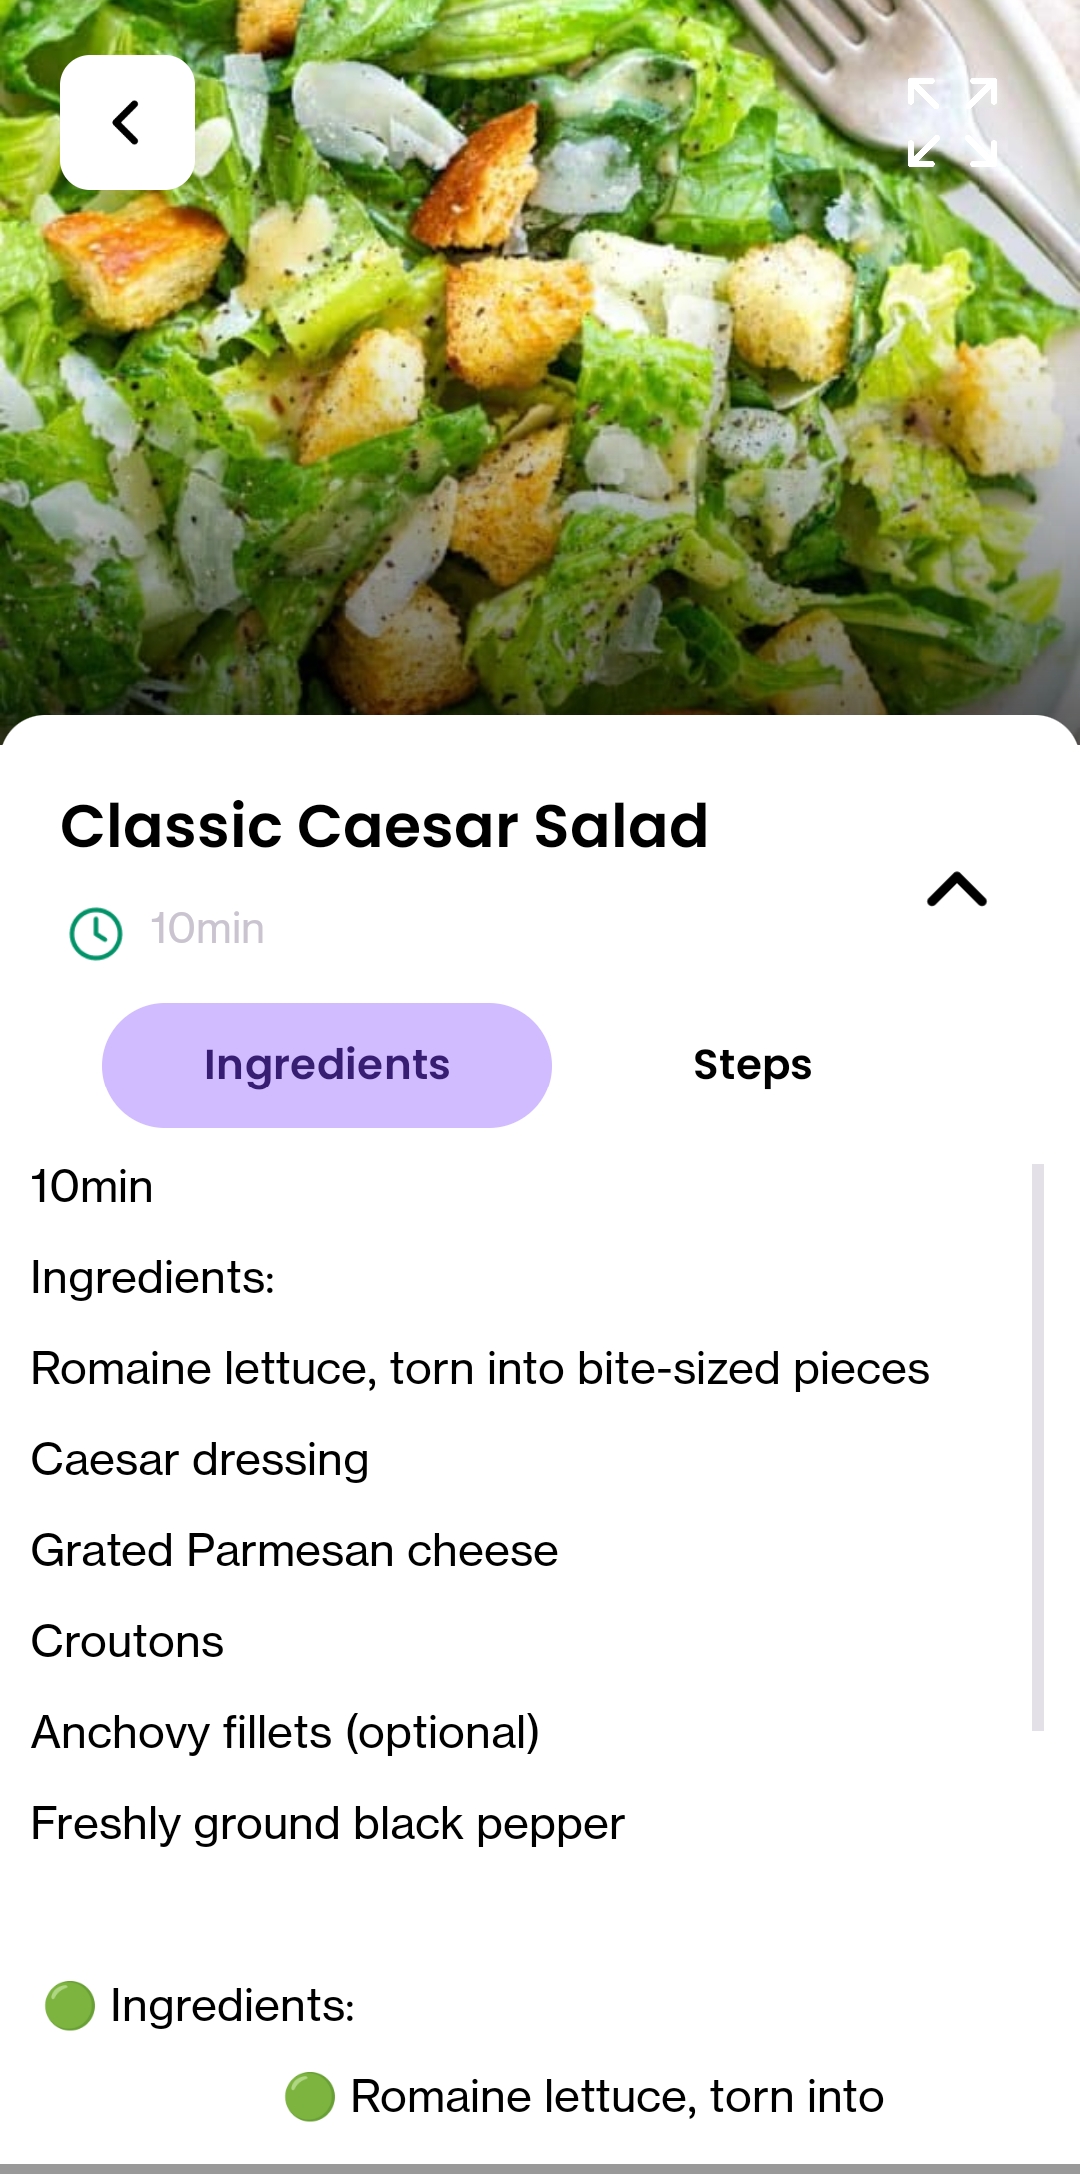 Classic Caesar Salad
10min
Ingredients Steps
10min
Ingredients:
Romaine lettuce, torn into bite-sized pieces
Caesar dressing
Grated Parmesan cheese
Croutons
Anchovy fillets (optional)
Freshly ground black pepper
🟢 Ingredients:
🟢 Romaine lettuce, torn into